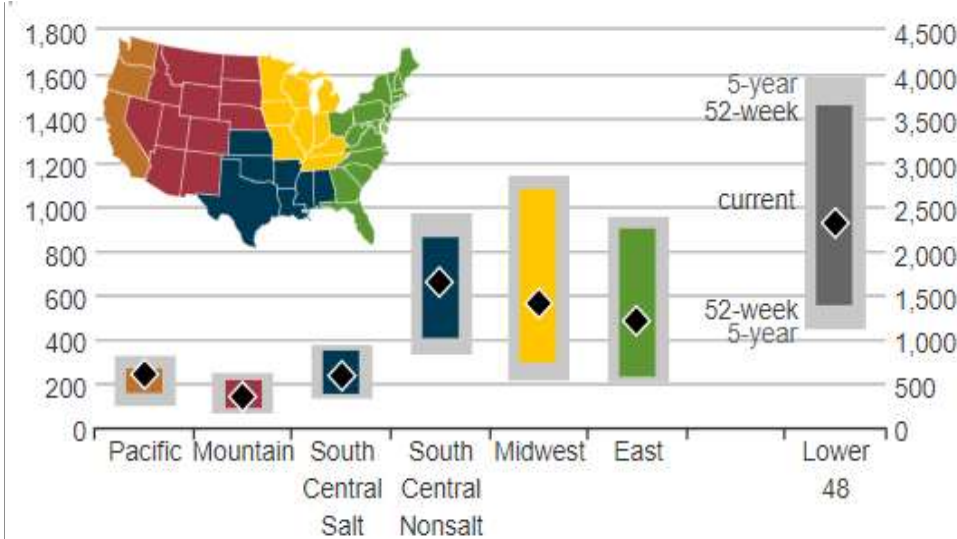 1,800
1,600
1,400
1,200
1,000
800
600
400
200
0
4,500
4,000
3,500
3,000
2,500
2,000
1,500
1,000
500
0
5-year
52-week
current
52-week
5-year
Pacific
Mountain
South
Central
Salt
South
Central
Nonsalt
Midwest
East
Lower
48